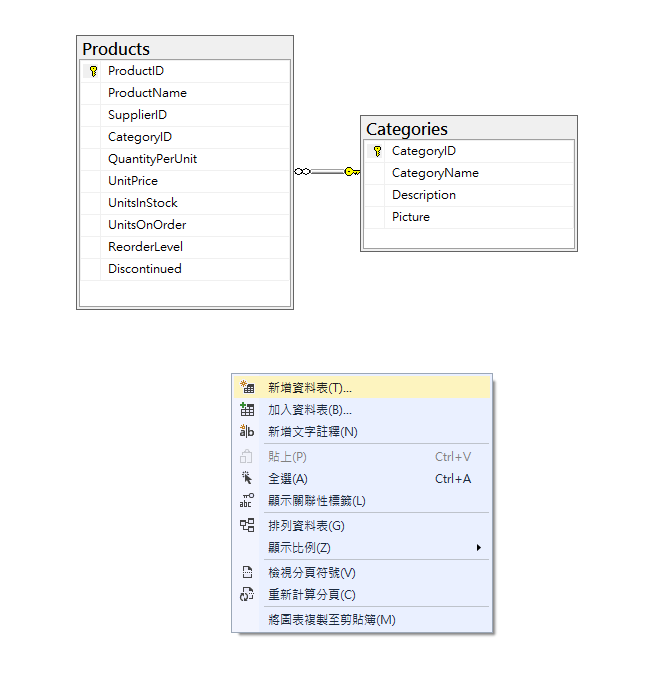 Products
ProductID
ProductName
SupplierID
CategoryID
QuantityPerUnit
UnitPrice
UnitsInStock
UnitsOnOrder
ReorderLevel
Discontinued
Categories
CategoryID
CategoryName
Description
Picture
新增資料表(T)...
加入資料表(B)...
a|b 新增文字註釋(N)
貼上(P) Ctrl+V
全選(A) Ctrl+A
abc 顯示關聯性標籤(L)
排列資料表(G)
顯示比例(Z)
檢視分頁符號(V)
重新計算分頁(C)
將圖表複製至剪貼簿(M)